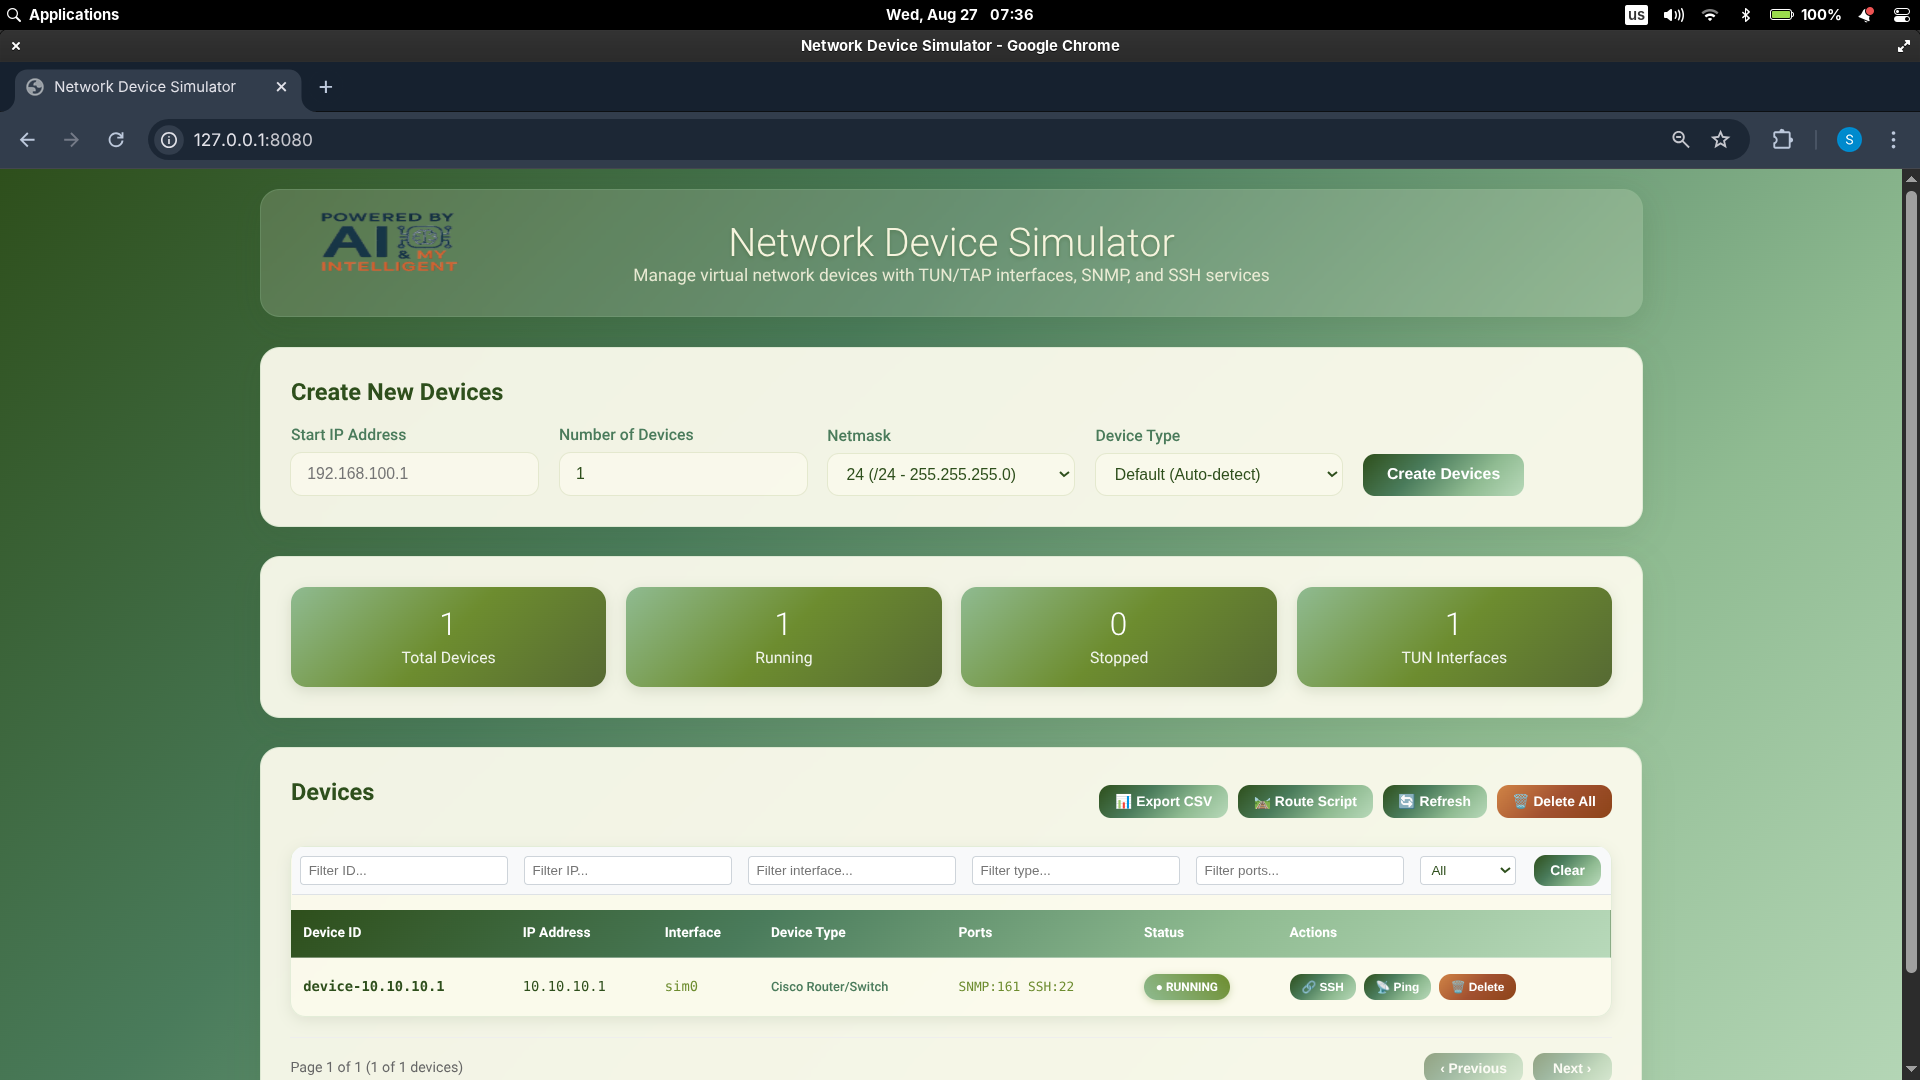 Applications
Wed, Aug 27 07:36
us
100%
Network Device Simulator - Google Chrome
Network Device Simulator
127.0.0.1:8080
S
POWERED BY
AI
& MY
INTELLIGENT
Network Device Simulator
Manage virtual network devices with TUN/TAP interfaces, SNMP, and SSH services
Create New Devices
Start IP Address
Number of Devices
Netmask
Device Type
192.168.100.1
1
24 (/24 - 255.255.255.0)
Default (Auto-detect)
Create Devices
1
Total Devices
1
Running
0
Stopped
1
TUN Interfaces
Devices
Export CSV
Route Script
Refresh
Delete All
Filter ID...
Filter IP...
Filter interface...
Filter type...
Filter ports...
All
Clear
Device ID
IP Address
Interface
Device Type
Ports
Status
Actions
device-10.10.10.1
10.10.10.1
sim0
Cisco Router/Switch
SNMP:161 SSH:22
● RUNNING
SSH
Ping
Delete
Page 1 of 1 (1 of 1 devices)
‹ Previous
Next ›